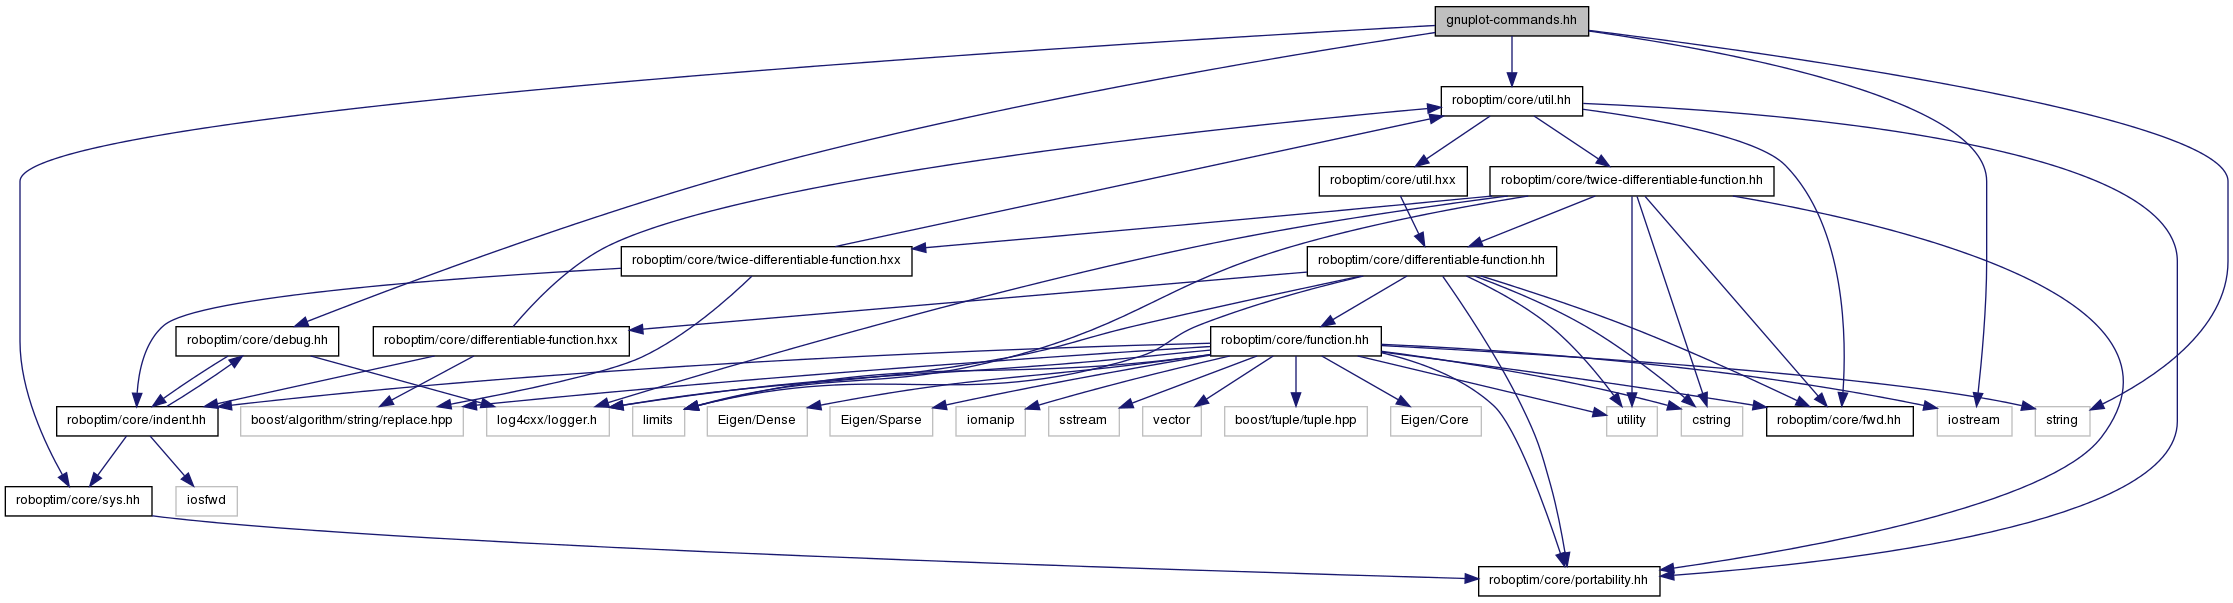 gnuplot-commands.hh
roboptim/core/util.hh
roboptim/core/util.hxx
roboptim/core/twice-differentiable-function.hh
roboptim/core/twice-differentiable-function.hxx
roboptim/core/differentiable-function.hh
roboptim/core/debug.hh
roboptim/core/differentiable-function.hxx
roboptim/core/function.hh
roboptim/core/indent.hh
boost/algorithm/string/replace.hpp
log4cxx/logger.h
limits
Eigen/Dense
Eigen/Sparse
iomanip
sstream
vector
boost/tuple/tuple.hpp
Eigen/Core
utility
cstring
roboptim/core/fwd.hh
iostream
string
roboptim/core/sys.hh
iosfwd
roboptim/core/portability.hh